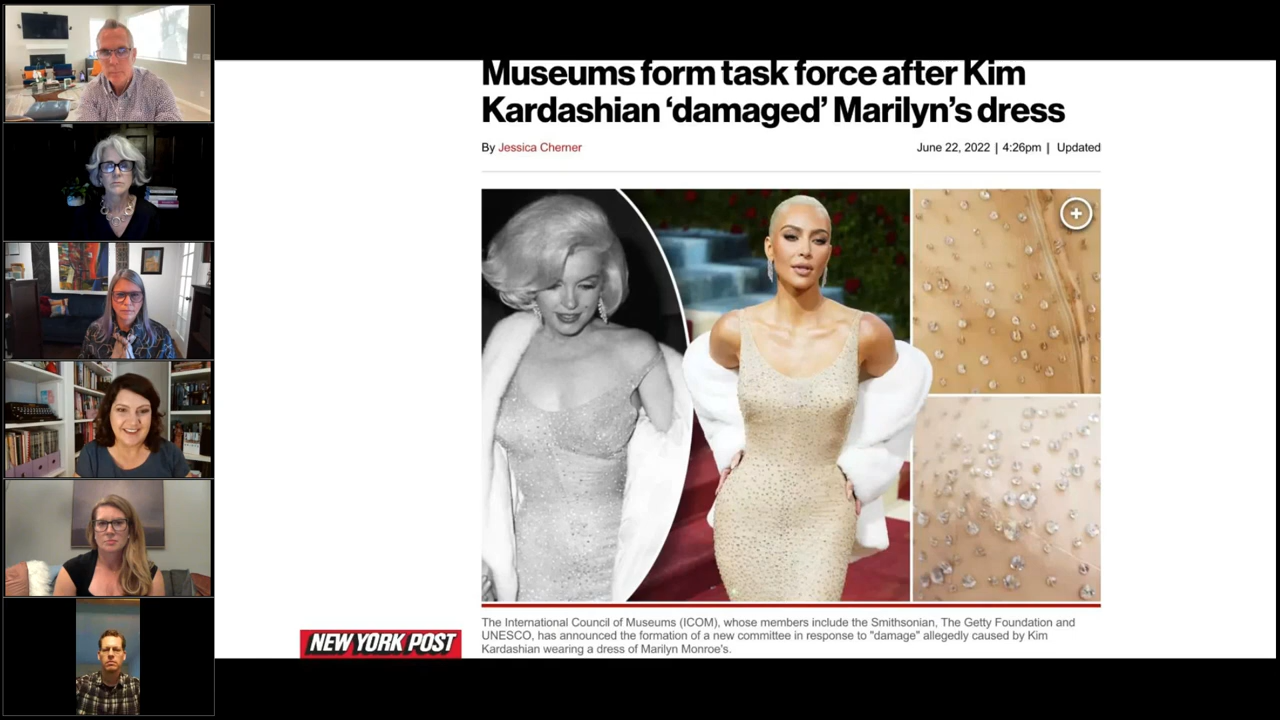 Museums form task force after Kim
Kardashian ‘damaged’ Marilyn’s dress
By Jessica Cherner
June 22, 2022 | 4:26pm | Updated
The International Council of Museums (ICOM), whose members include the Smithsonian, The Getty Foundation and
UNESCO, has announced the formation of a new committee in response to "damage" allegedly caused by Kim
Kardashian wearing a dress of Marilyn Monroe's.
NEW YORK POST